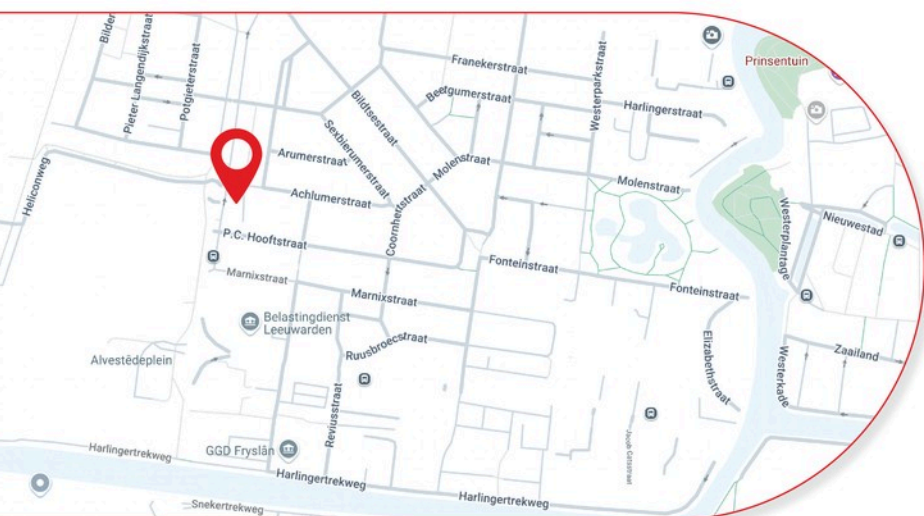 Bilder
Pieter Langendijkstraat
Potgieterstraat
Heliconweg
Franekerstraat
Beetgumerstraat
Westerparkstraat
Harlingerstraat
Prinsentuin
Bildtsestraat
Sexbierumerstraat
Arumerstraat
Molenstraat
Achlumerstraat
Molenstraat
Coornhertstraat
P.C. Hooftstraat
Westerplantage
Nieuwestad
Marnixstraat
Fonteinstraat
Marnixstraat
Fonteinstraat
Belastingdienst
Leeuwarden
Alvestêdeplein
Ruusbroecstraat
Elizabethstraat
Westerkade
Zaailand
Reviusstraat
Jacob Catsstraat
GGD Fryslân
Harlingertrekweg
Harlingertrekweg
Harlingertrekweg
Snekertrekweg